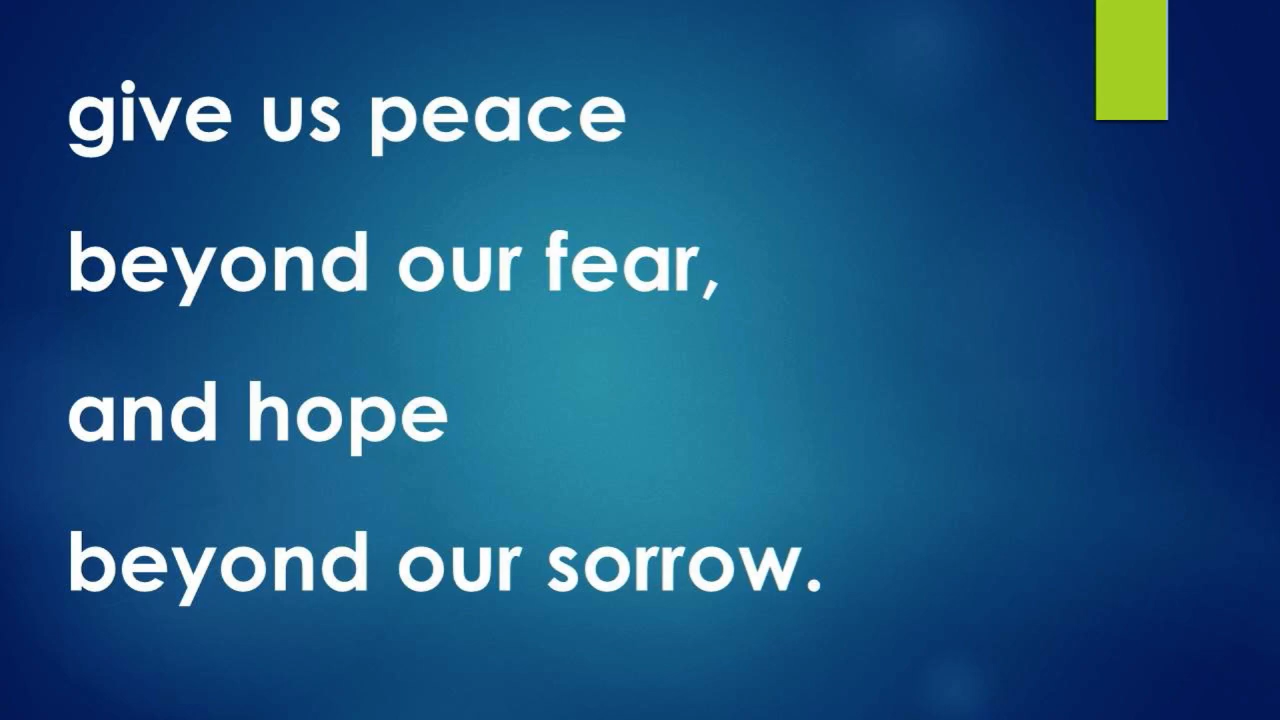 give us peace
beyond our fear,
and hope
beyond our sorrow.